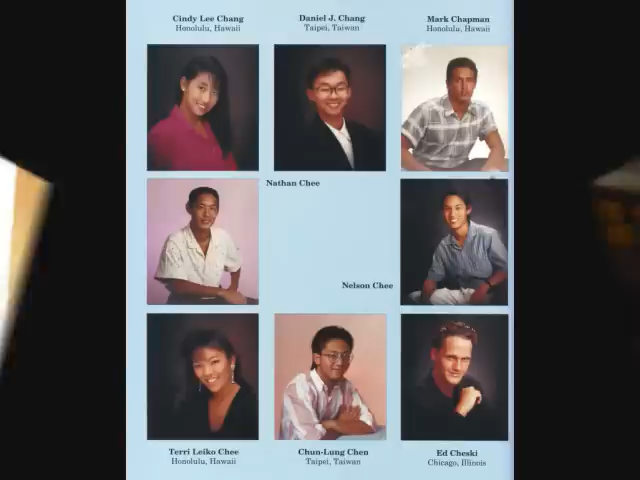 Cindy Lee Chang
Honolulu, Hawaii
Daniel J. Chang
Taipei, Taiwan
Mark Chapman
Honolulu, Hawaii
Nathan Chee
Nelson Chee
Terri Leiko Chee
Honolulu, Hawaii
Chun-Lung Chen
Taipei, Taiwan
Ed Cheski
Chicago, Illinois